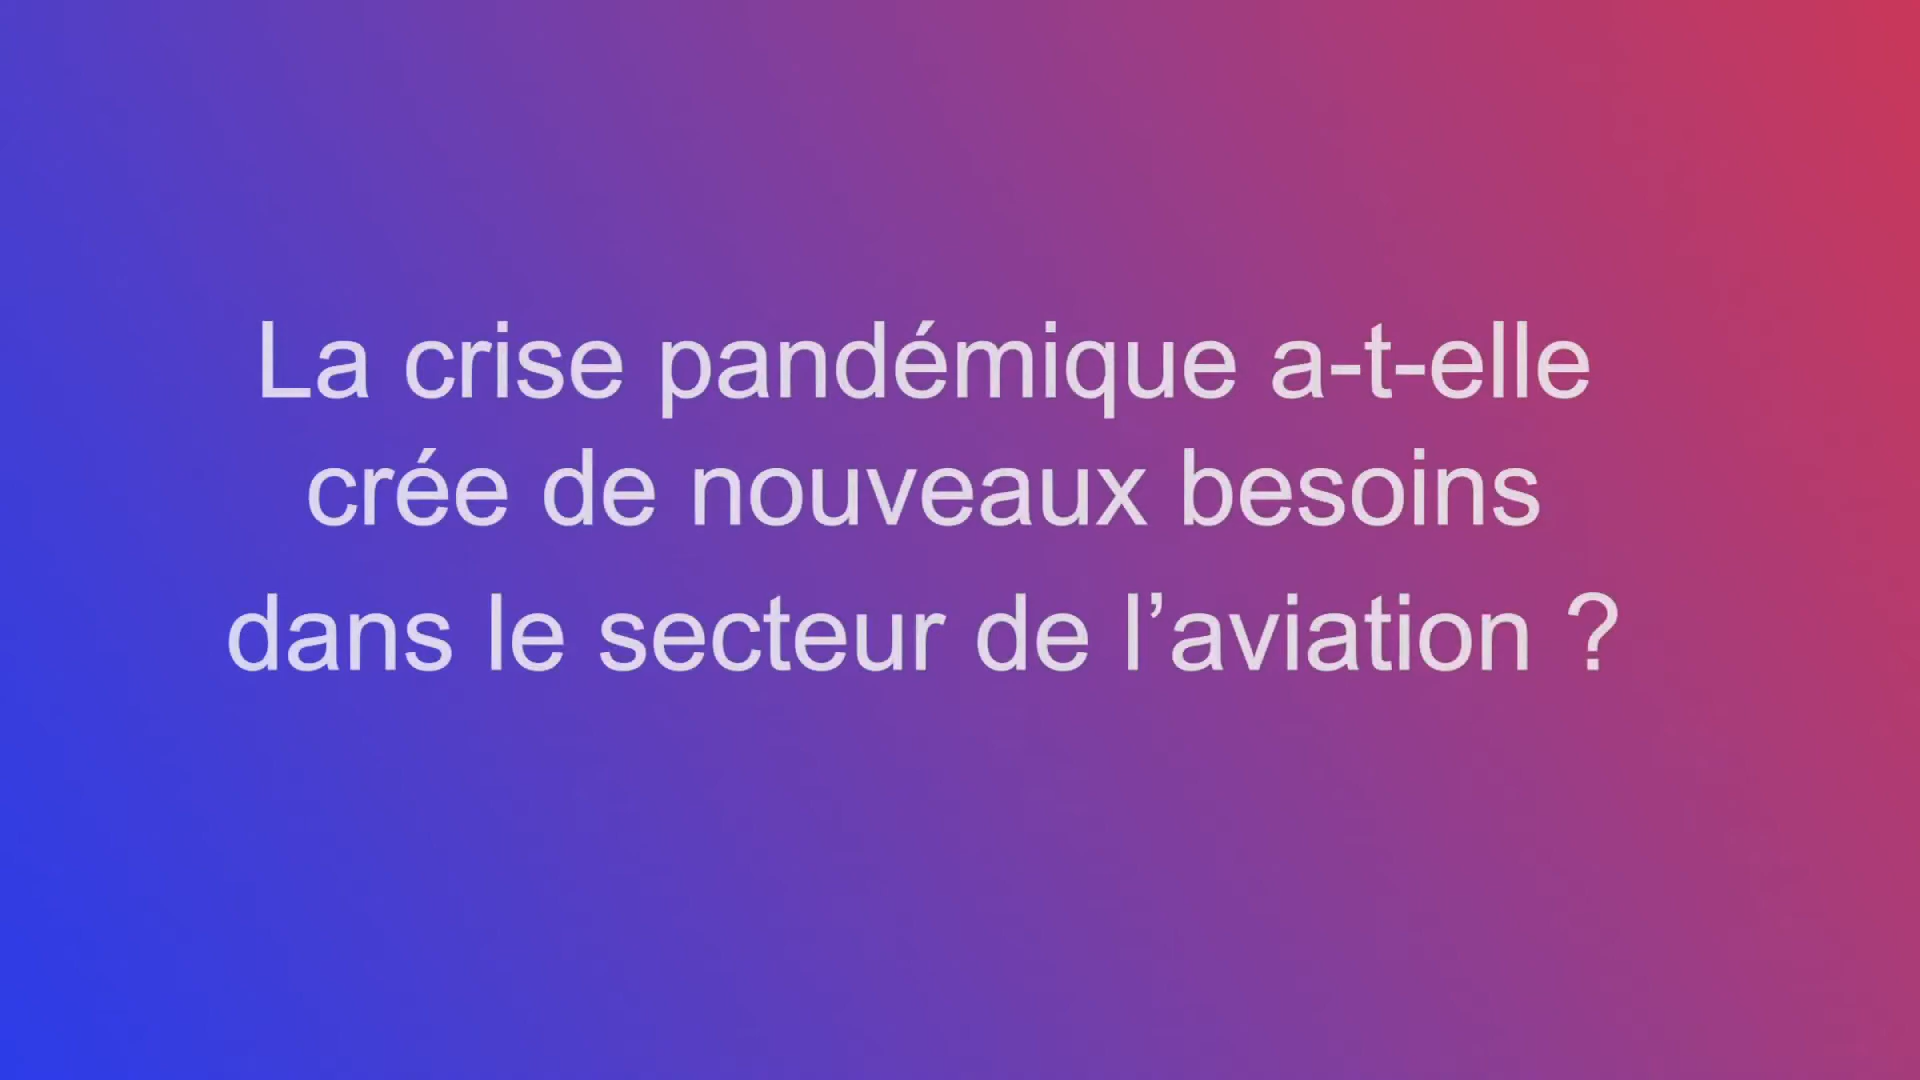 La crise pandémique a-t-elle
crée de nouveaux besoins
dans le secteur de l’aviation ?